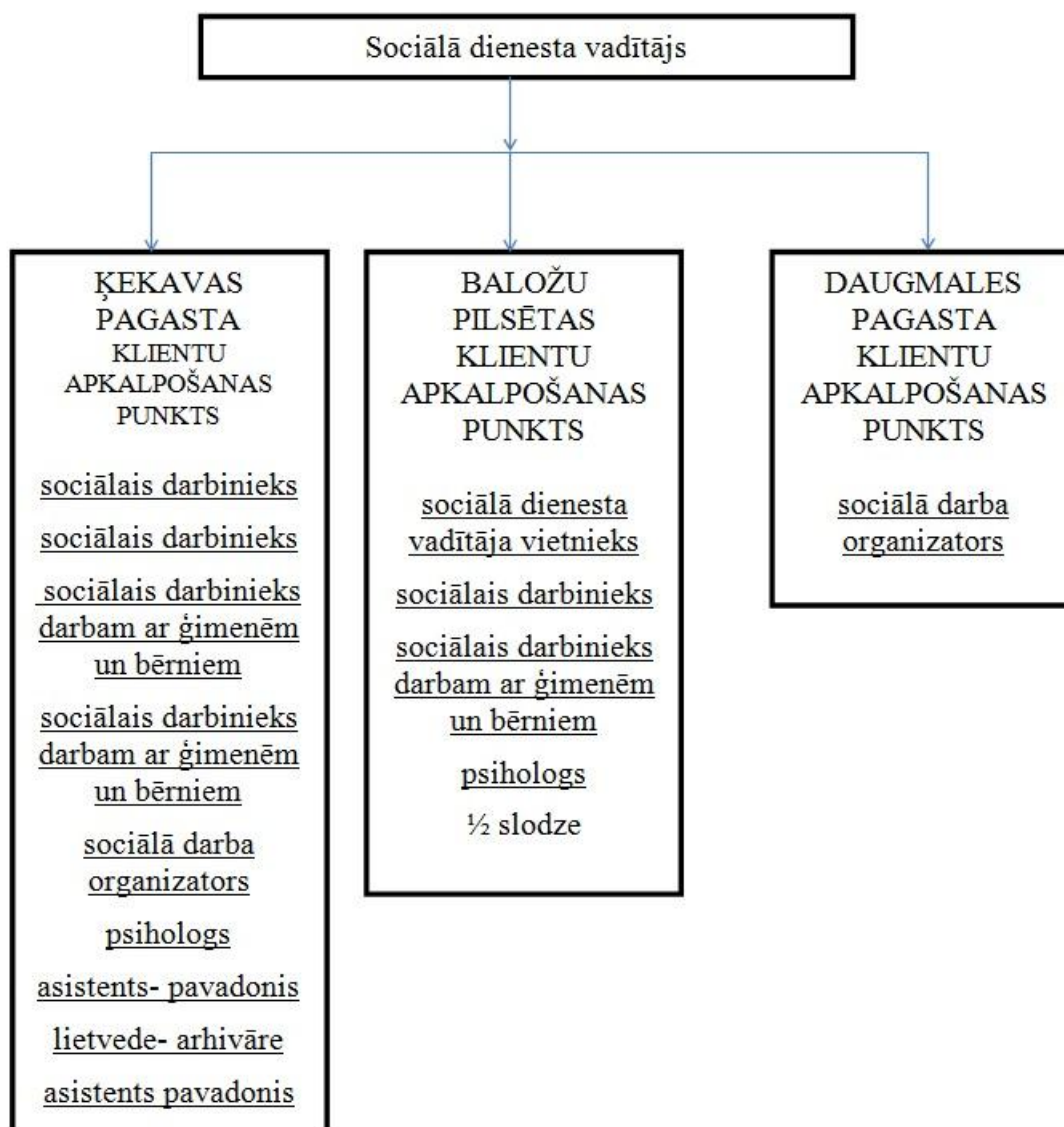 Sociālā dienesta vadītājs
ĶEKAVAS
PAGASTA
KLIENTU
APKALPOŠANAS
PUNKTS
sociālais darbinieks
sociālais darbinieks
sociālais darbinieks
darbam ar ģimenēm
un bērniem
sociālais darbinieks
darbam ar ģimenēm
un bērniem
sociālā darba
organizators
psihologs
asistents- pavadonis
lietvede- arhivāre
asistents pavadonis
BALOŽU
PILSĒTAS
KLIENTU
APKALPOŠANAS
PUNKTS
sociālā dienesta
vadītāja vietnieks
sociālais darbinieks
sociālais darbinieks
darbam ar ģimenēm
un bērniem
psihologs
½ slodze
DAUGMALES
PAGASTA
KLIENTU
APKALPOŠANAS
PUNKTS
sociālā darba
organizators